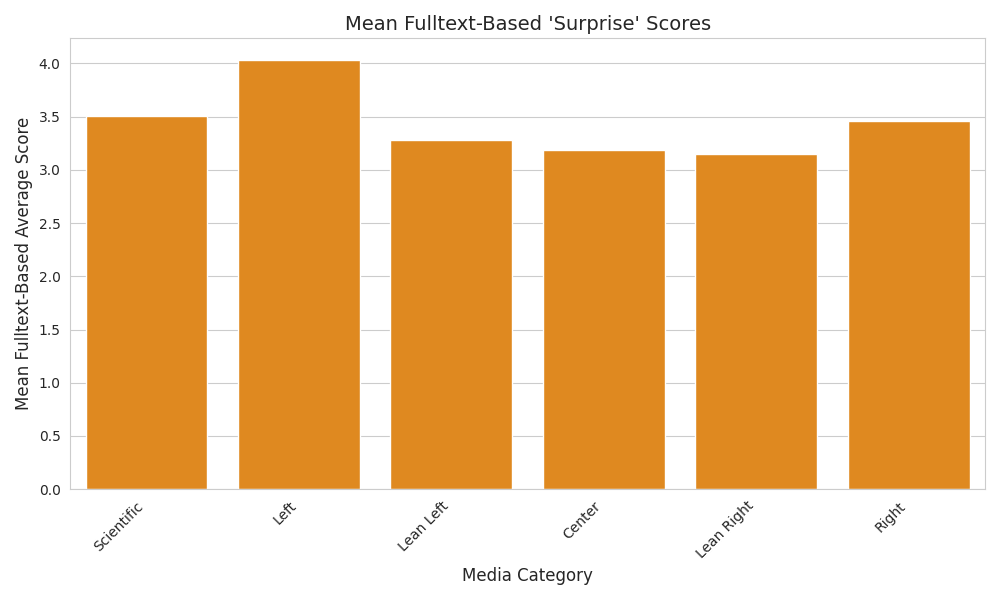 Mean Fulltext-Based 'Surprise' Scores
Mean Fulltext-Based Average Score
4.0
3.5
3.0
2.5
2.0
1.5
1.0
0.5
0.0
Scientific
Left
Lean Left
Center
Lean Right
Right
Media Category